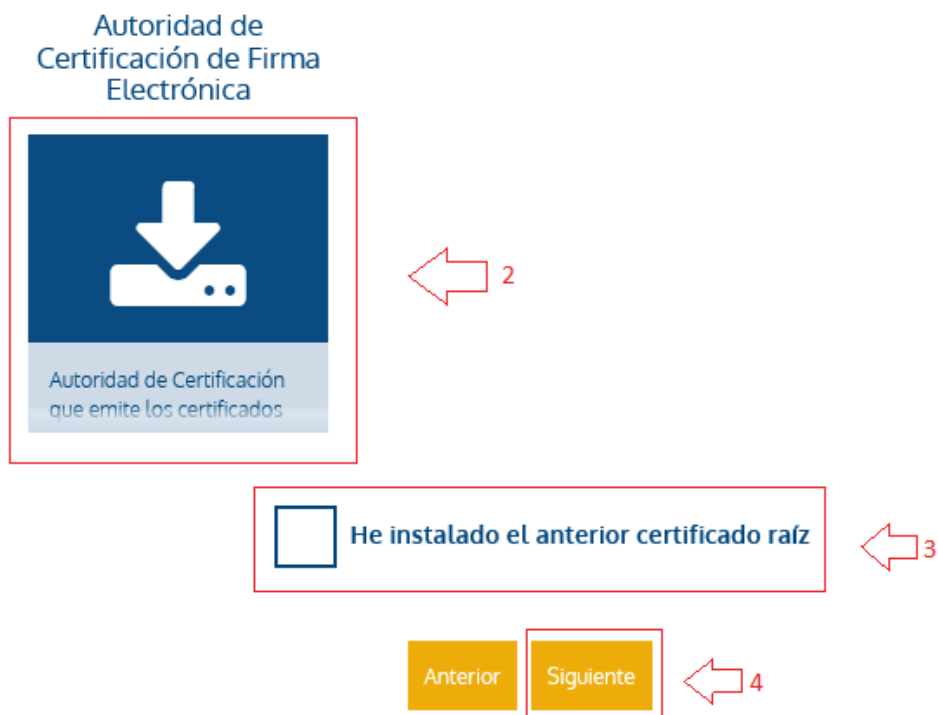 Autoridad de
Certificación de Firma
Electrónica
2
Autoridad de Certificación
que emite los certificados
He instalado el anterior certificado raíz
3
Anterior
Siguiente
4